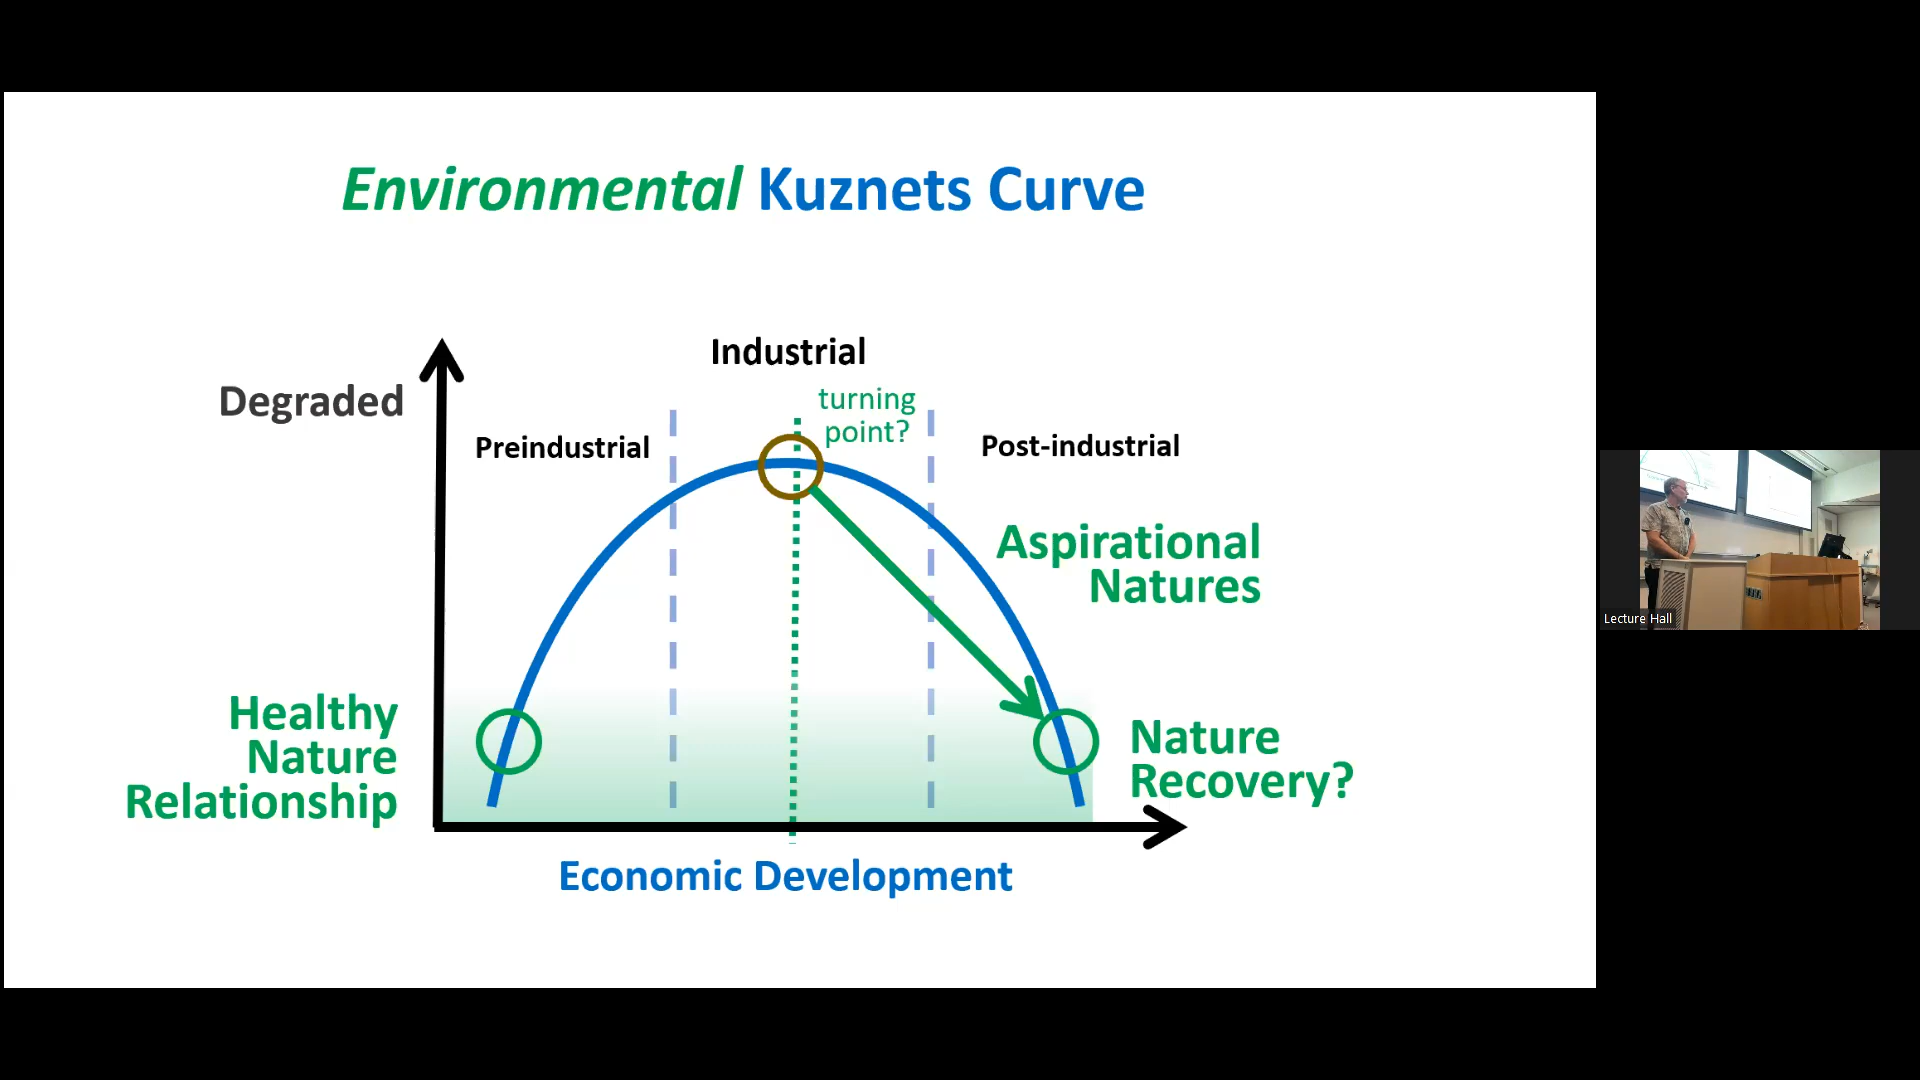 Environmental Kuznets Curve
Industrial
turning
point?
Degraded
Preindustrial
Post-industrial
Aspirational
Natures
Healthy
Nature
Relationship
Nature
Recovery?
Economic Development
Lecture Hall